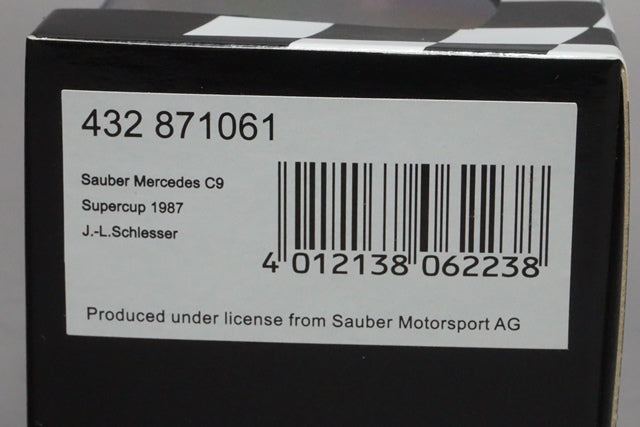 432 871061
Sauber Mercedes C9
Supercup 1987
J.-L.Schlesser
4 012138 062238
Produced under license from Sauber Motorsport AG